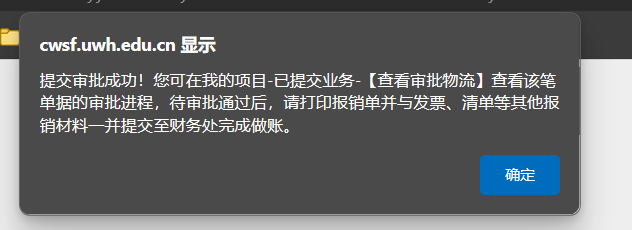 cwsf.uwh.edu.cn 显示
提交审批成功！您可在我的项目-已提交业务-【查看审批物流】查看该笔
单据的审批进程，待审批通过后，请打印报销单并与发票、清单等其他报
销材料一并提交至财务处完成做账。
确定